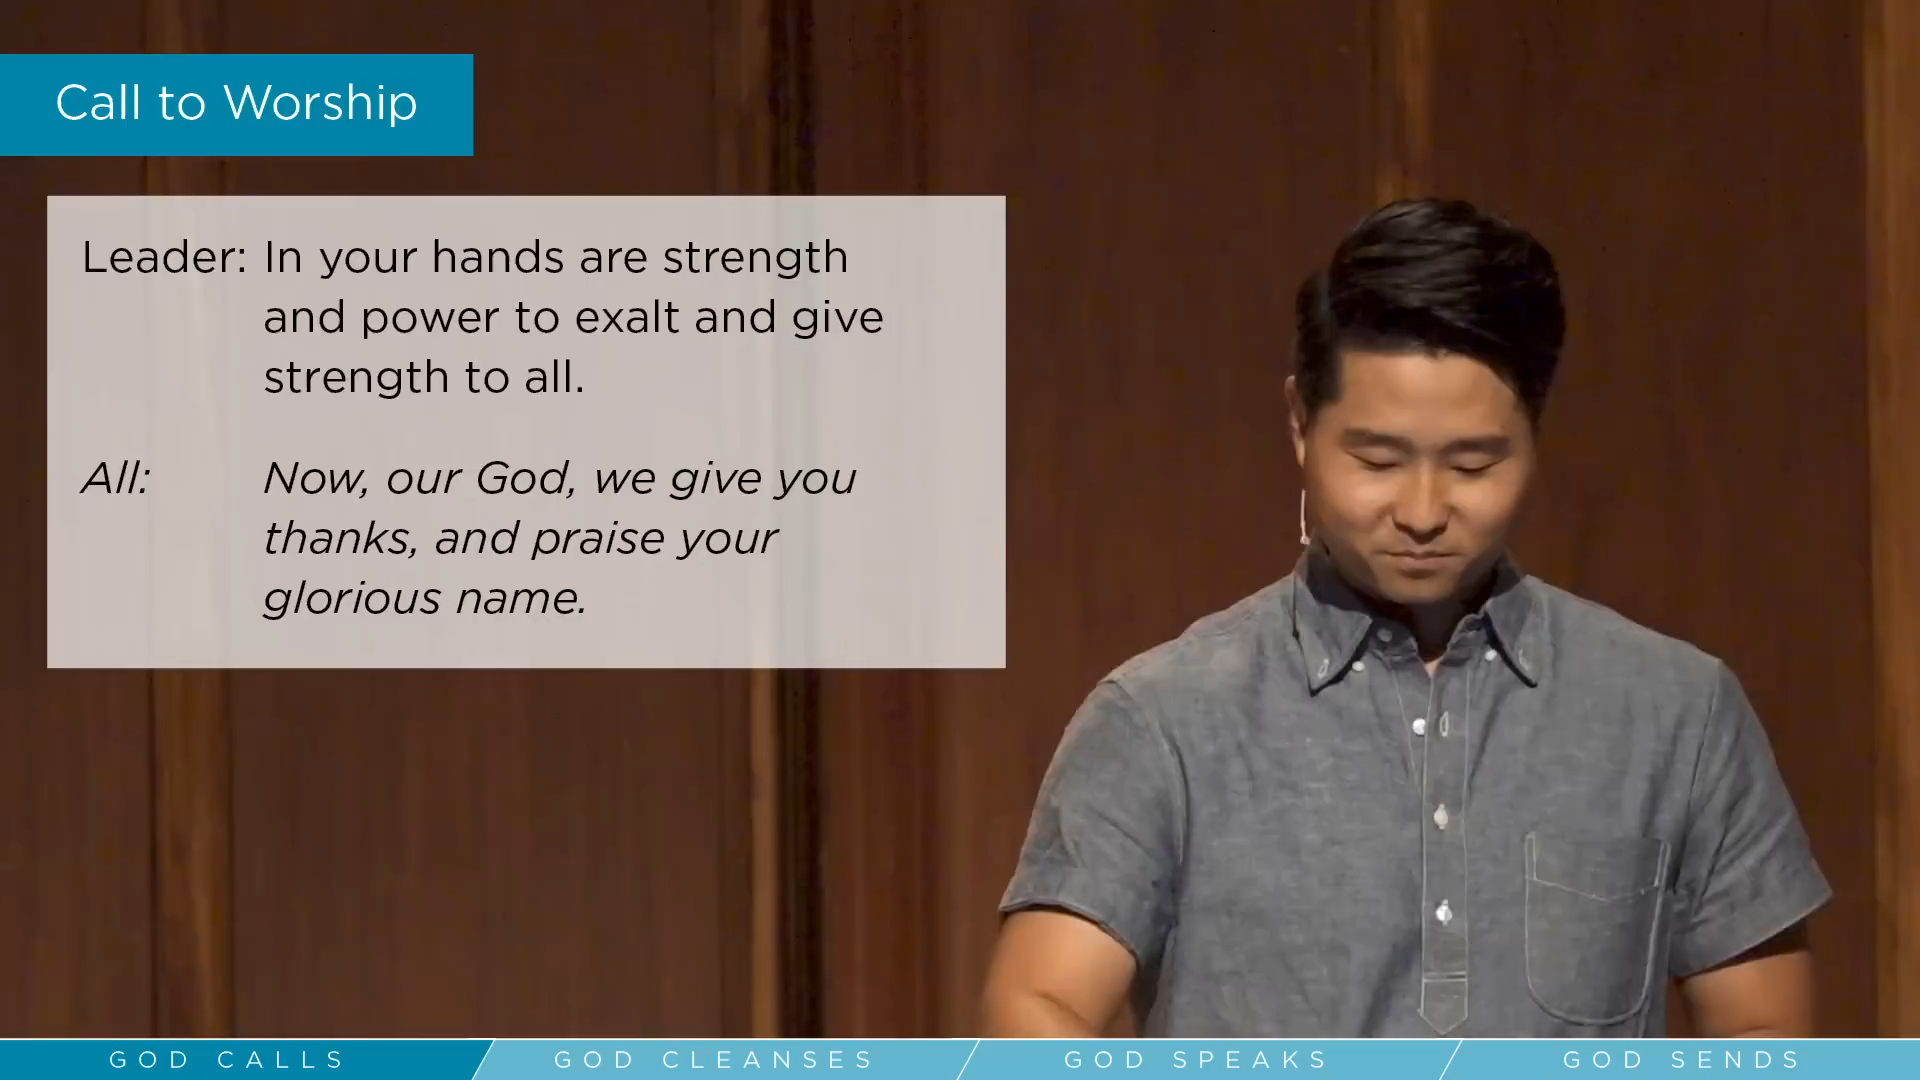 Call to Worship
Leader: In your hands are strength
and power to exalt and give
strength to all.
All: Now, our God, we give you
thanks, and praise your
glorious name.
GOD CALLS GOD CLEANSES GOD SPEAKS GOD SENDS